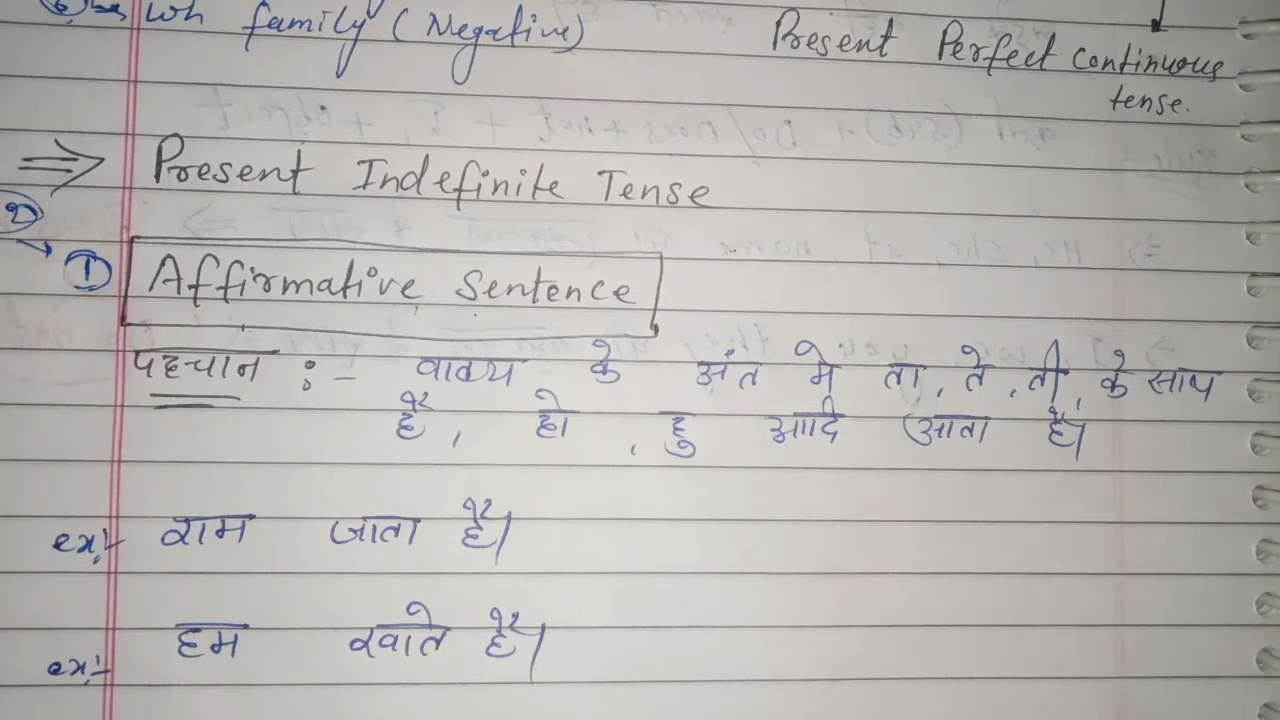 Wh family (Negative)
Present Perfect Continuous
tense.
⇒ Present Indefinite Tense
① Affirmative Sentence
पहचान :- वाक्य के अंत मे ता, ते, ती, के साथ
है, हो, हु आदि आता है।
ex:- राम जाता है।
ex:- हम खाते है।